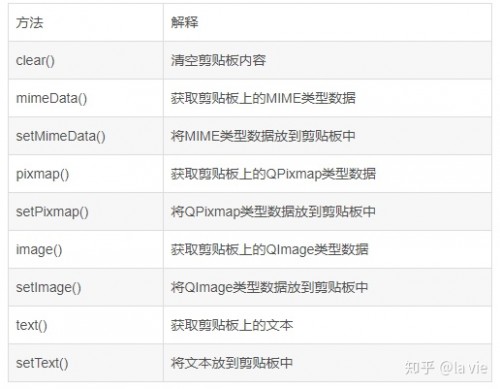 方法 解释
clear() 清空剪贴板内容
mimeData() 获取剪贴板上的MIME类型数据
setMimeData() 将MIME类型数据放到剪贴板中
pixmap() 获取剪贴板上的QPixmap类型数据
setPixmap() 将QPixmap类型数据放到剪贴板中
image() 获取剪贴板上的QImage类型数据
setImage() 将QImage类型数据放到剪贴板中
text() 获取剪贴板上的文本
setText() 将文本放到剪贴板中
知乎 @la vie